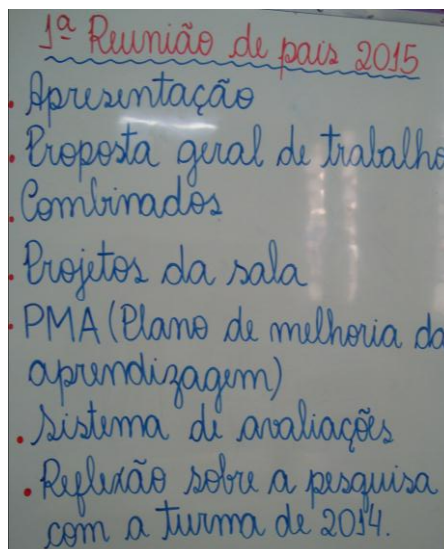 1ª Reunião de pais 2015
. Apresentação
. Proposta geral de trabalho
. Combinados
. Projetos da sala
. PMA (Plano de melhoria da
aprendizagem)
. Sistema de avaliações
. Reflexão sobre a pesquisa
com a turma de 2014.